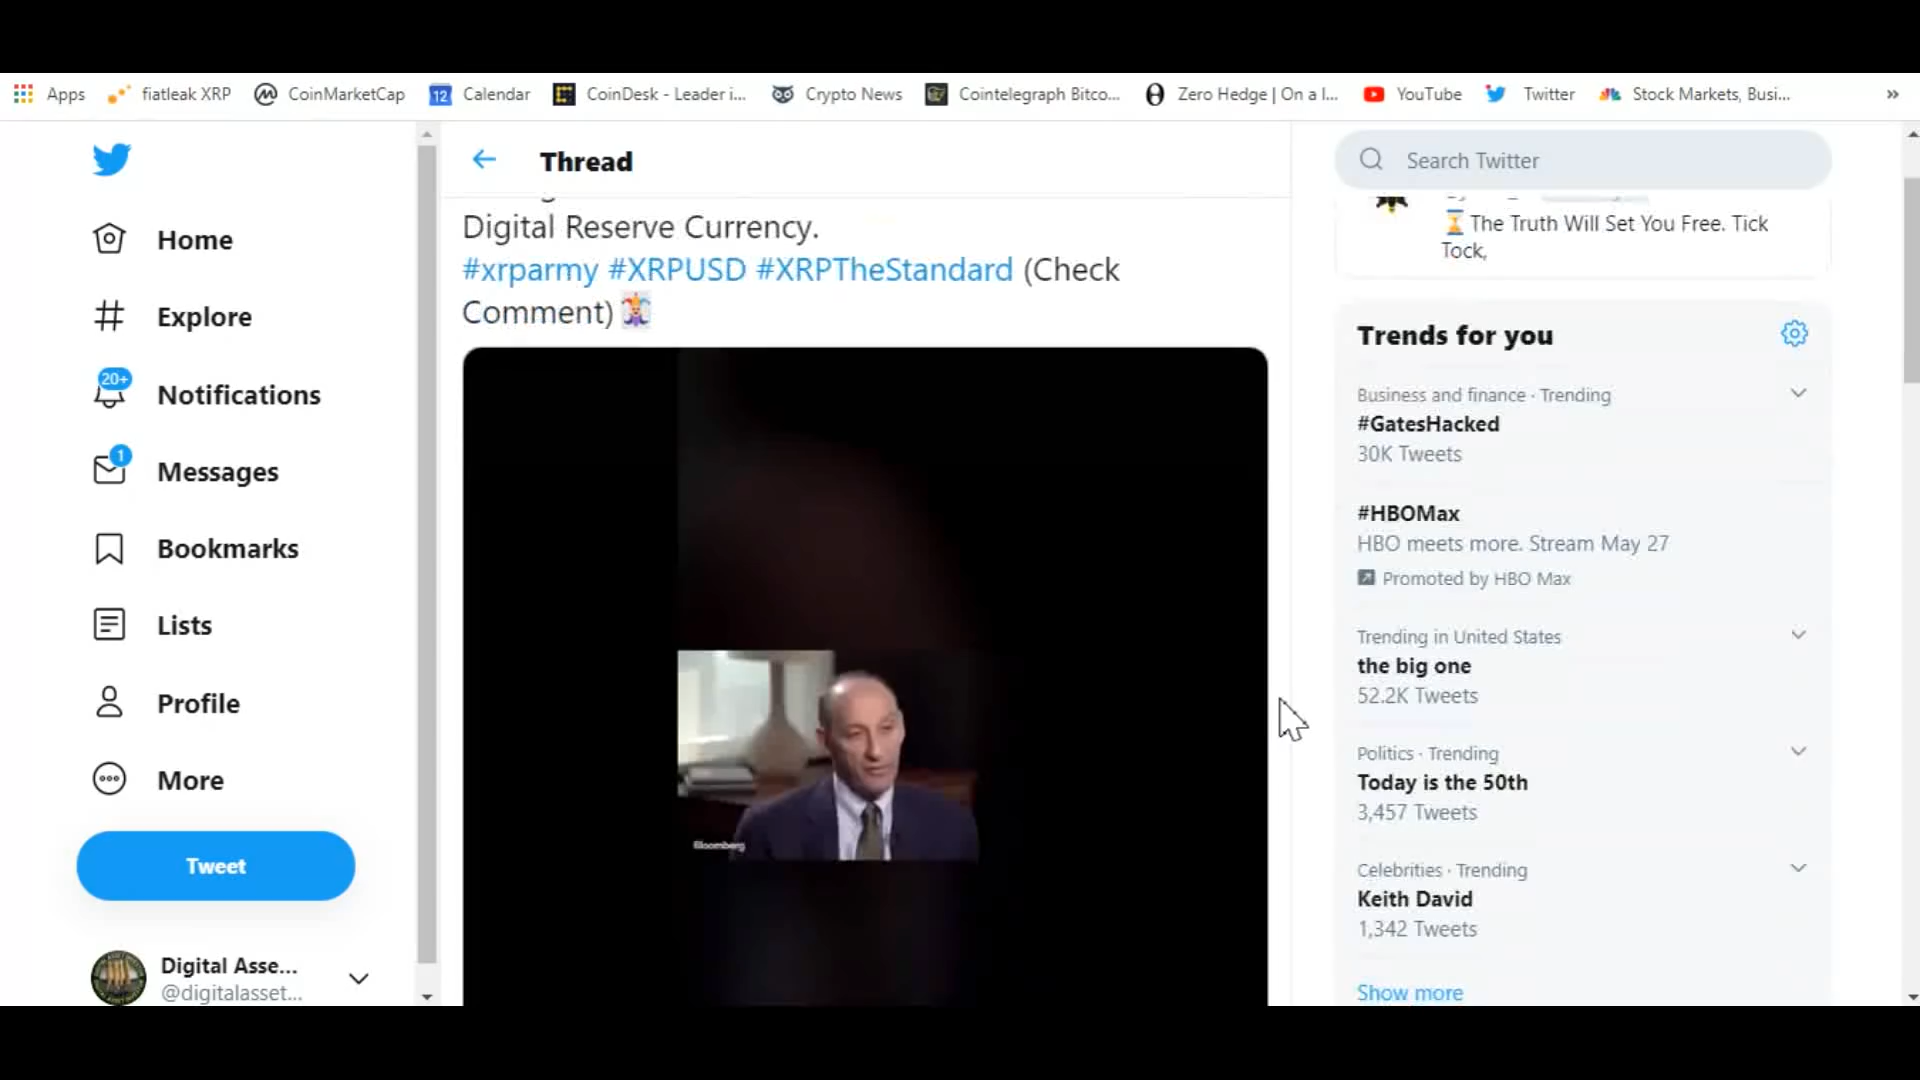 Apps
fiatleak XRP
CoinMarketCap
12
Calendar
CoinDesk - Leader i...
Crypto News
Cointelegraph Bitco...
Zero Hedge | On a l...
YouTube
Twitter
Stock Markets, Busi...
»
Home
Explore
20+
Notifications
1
Messages
Bookmarks
Lists
Profile
More
Tweet
Digital Asse...
@digitalasset...
Thread
Digital Reserve Currency.
#xrparmy #XRPUSD #XRPTheStandard (Check
Comment)
Bloomberg
Search Twitter
The Truth Will Set You Free. Tick
Tock,
Trends for you
Business and finance · Trending
#GatesHacked
30K Tweets
#HBOMax
HBO meets more. Stream May 27
Promoted by HBO Max
Trending in United States
the big one
52.2K Tweets
Politics · Trending
Today is the 50th
3,457 Tweets
Celebrities · Trending
Keith David
1,342 Tweets
Show more